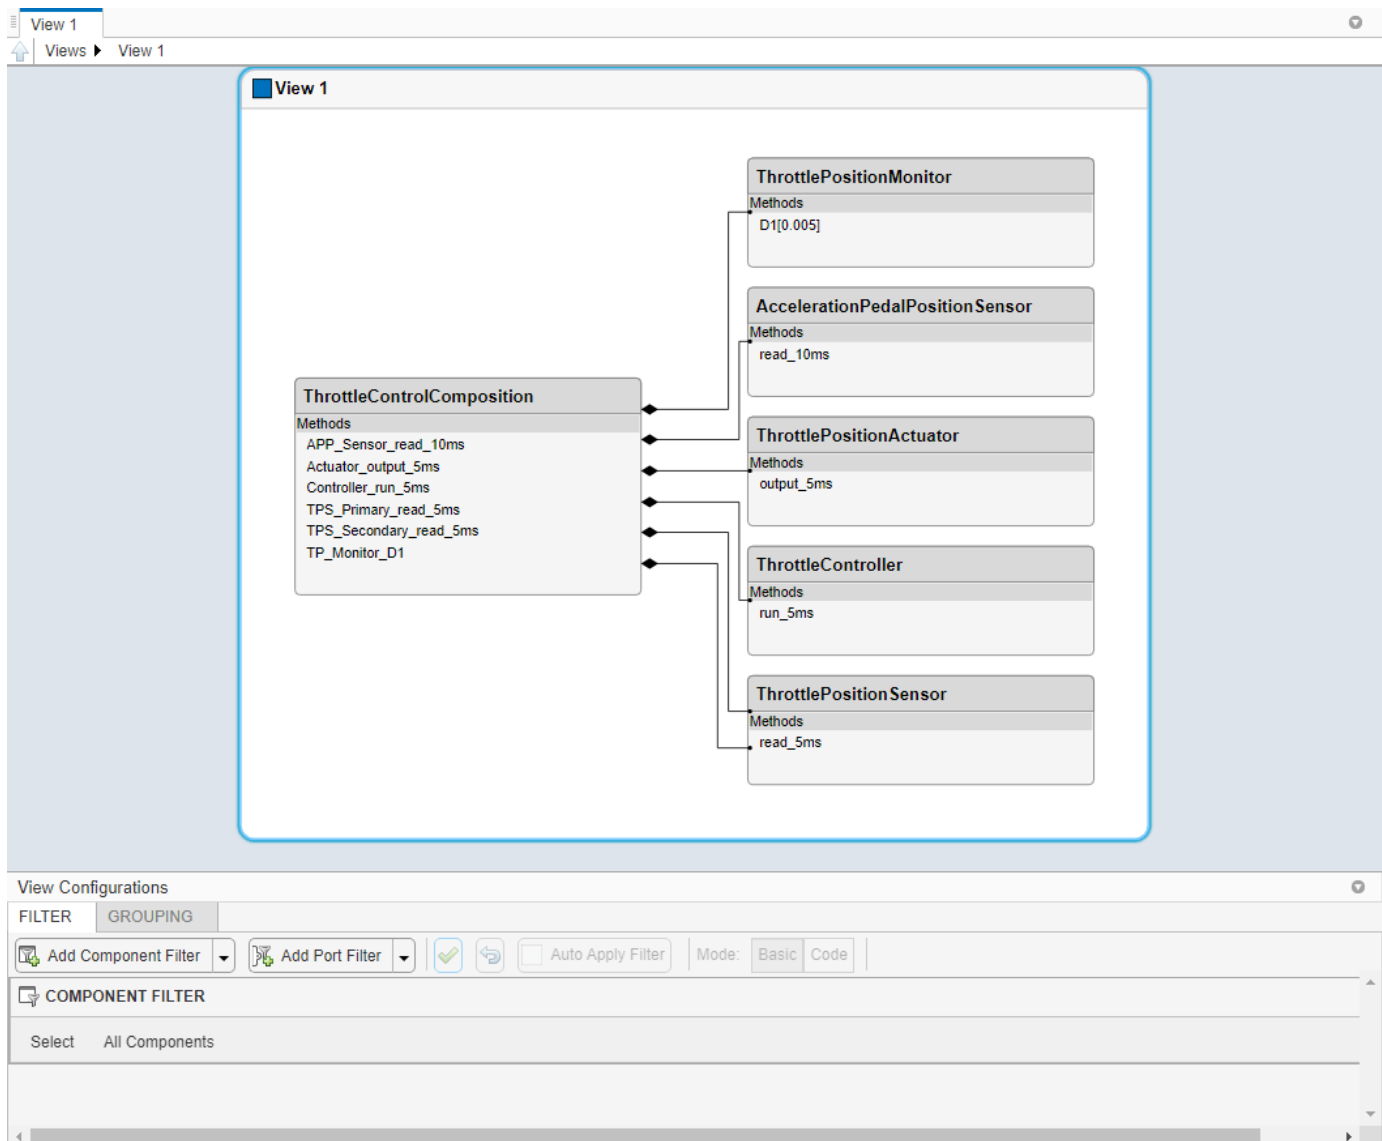 View 1
Views View 1
View 1
ThrottlePositionMonitor
Methods
D1[0.005]
AccelerationPedalPositionSensor
Methods
read_10ms
ThrottleControlComposition
Methods
APP_Sensor_read_10ms
Actuator_output_5ms
Controller_run_5ms
TPS_Primary_read_5ms
TPS_Secondary_read_5ms
TP_Monitor_D1
ThrottlePositionActuator
Methods
output_5ms
ThrottleController
Methods
run_5ms
ThrottlePositionSensor
Methods
read_5ms
View Configurations
FILTER GROUPING
Add Component Filter Add Port Filter Auto Apply Filter Mode: Basic Code
COMPONENT FILTER
Select All Components